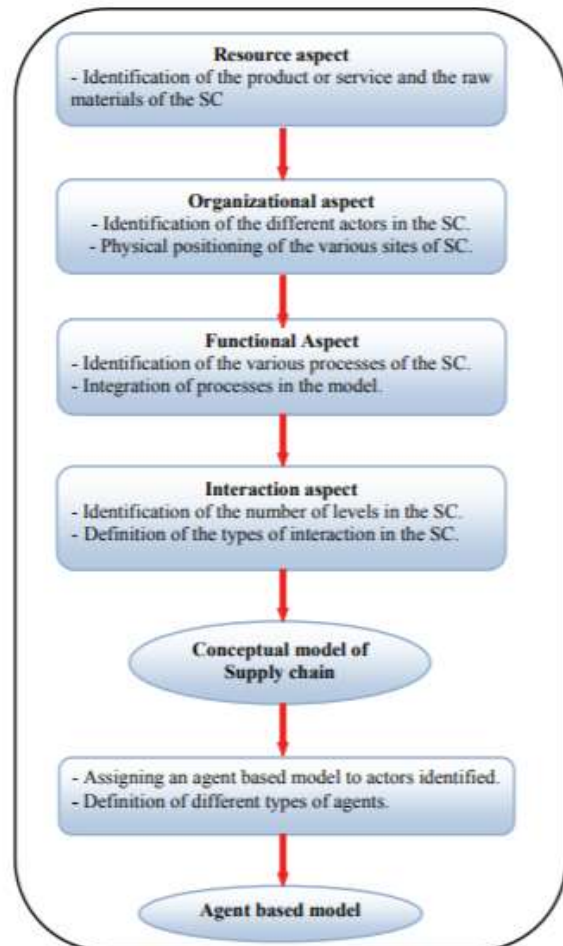 Resource aspect
- Identification of the product or service and the raw
materials of the SC
Organizational aspect
- Identification of the different actors in the SC.
- Physical positioning of the various sites of SC.
Functional Aspect
- Identification of the various processes of the SC.
- Integration of processes in the model.
Interaction aspect
- Identification of the number of levels in the SC.
- Definition of the types of interaction in the SC.
Conceptual model of
Supply chain
- Assigning an agent based model to actors identified.
- Definition of different types of agents.
Agent based model